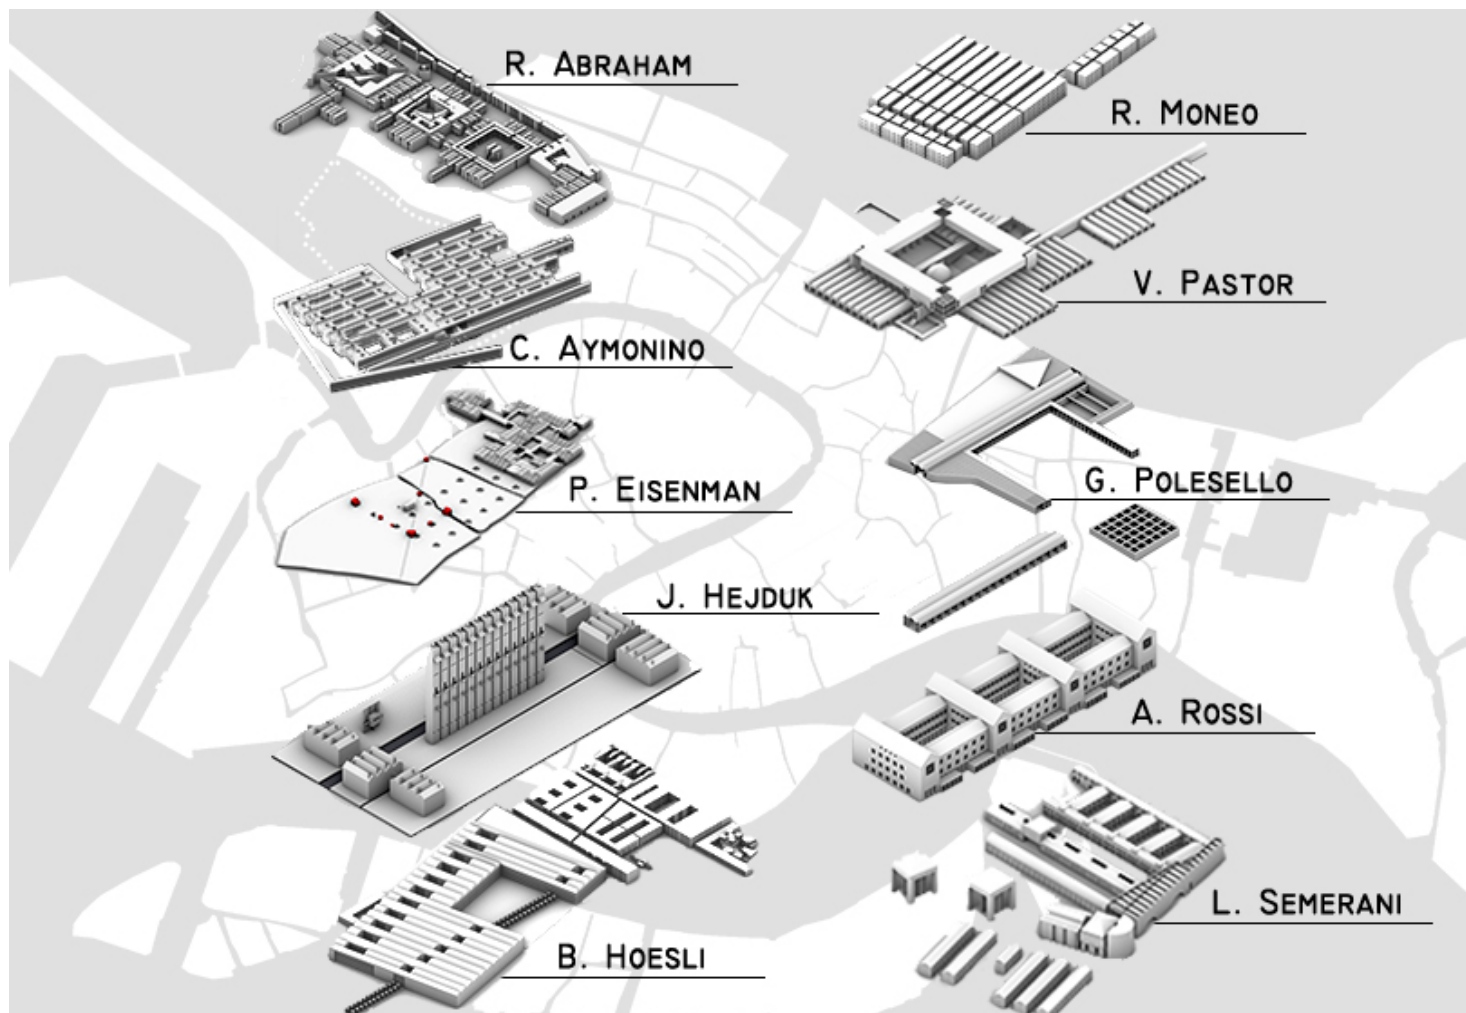 R. ABRAHAM
R. MONEO
V. PASTOR
C. AYMONINO
G. POLESELLO
P. EISENMAN
J. HEJDUK
A. ROSSI
L. SEMERANI
B. HOESLI